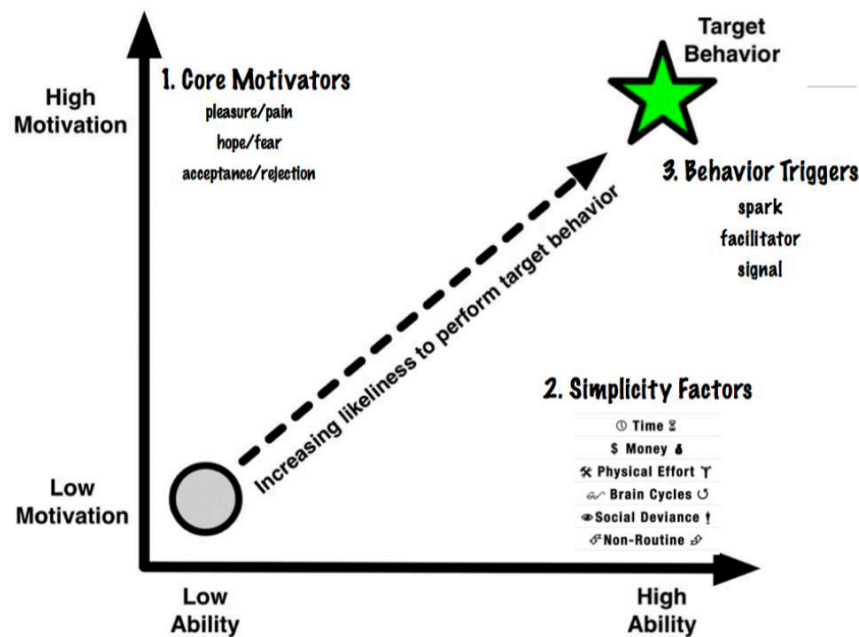 Target
Behavior
High
Motivation
1. Core Motivators
pleasure/pain
hope/fear
acceptance/rejection
3. Behavior Triggers
spark
facilitator
signal
Increasing likeliness to perform target behavior
2. Simplicity Factors
Time
$ Money
Physical Effort
Brain Cycles
Social Deviance
Non-Routine
Low
Motivation
Low
Ability
High
Ability